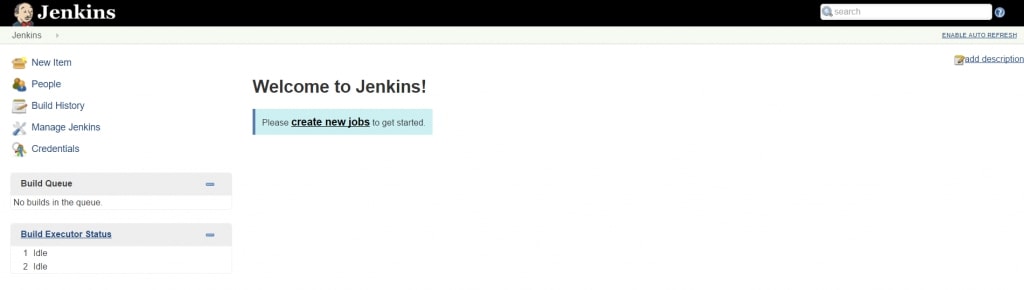 Jenkins
search
Jenkins
ENABLE AUTO REFRESH
New Item
People
Build History
Manage Jenkins
Credentials
add description
Welcome to Jenkins!
Please create new jobs to get started.
Build Queue
No builds in the queue.
Build Executor Status
1 Idle
2 Idle